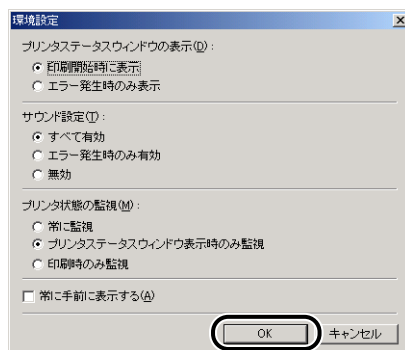 環境設定
プリンタステータスウィンドウの表示(D):
印刷開始時に表示
エラー発生時のみ表示
サウンド設定(T):
すべて有効
エラー発生時のみ有効
無効
プリンタ状態の監視(M):
常に監視
プリンタステータスウィンドウ表示時のみ監視
印刷時のみ監視
常に手前に表示する(A)
OK キャンセル